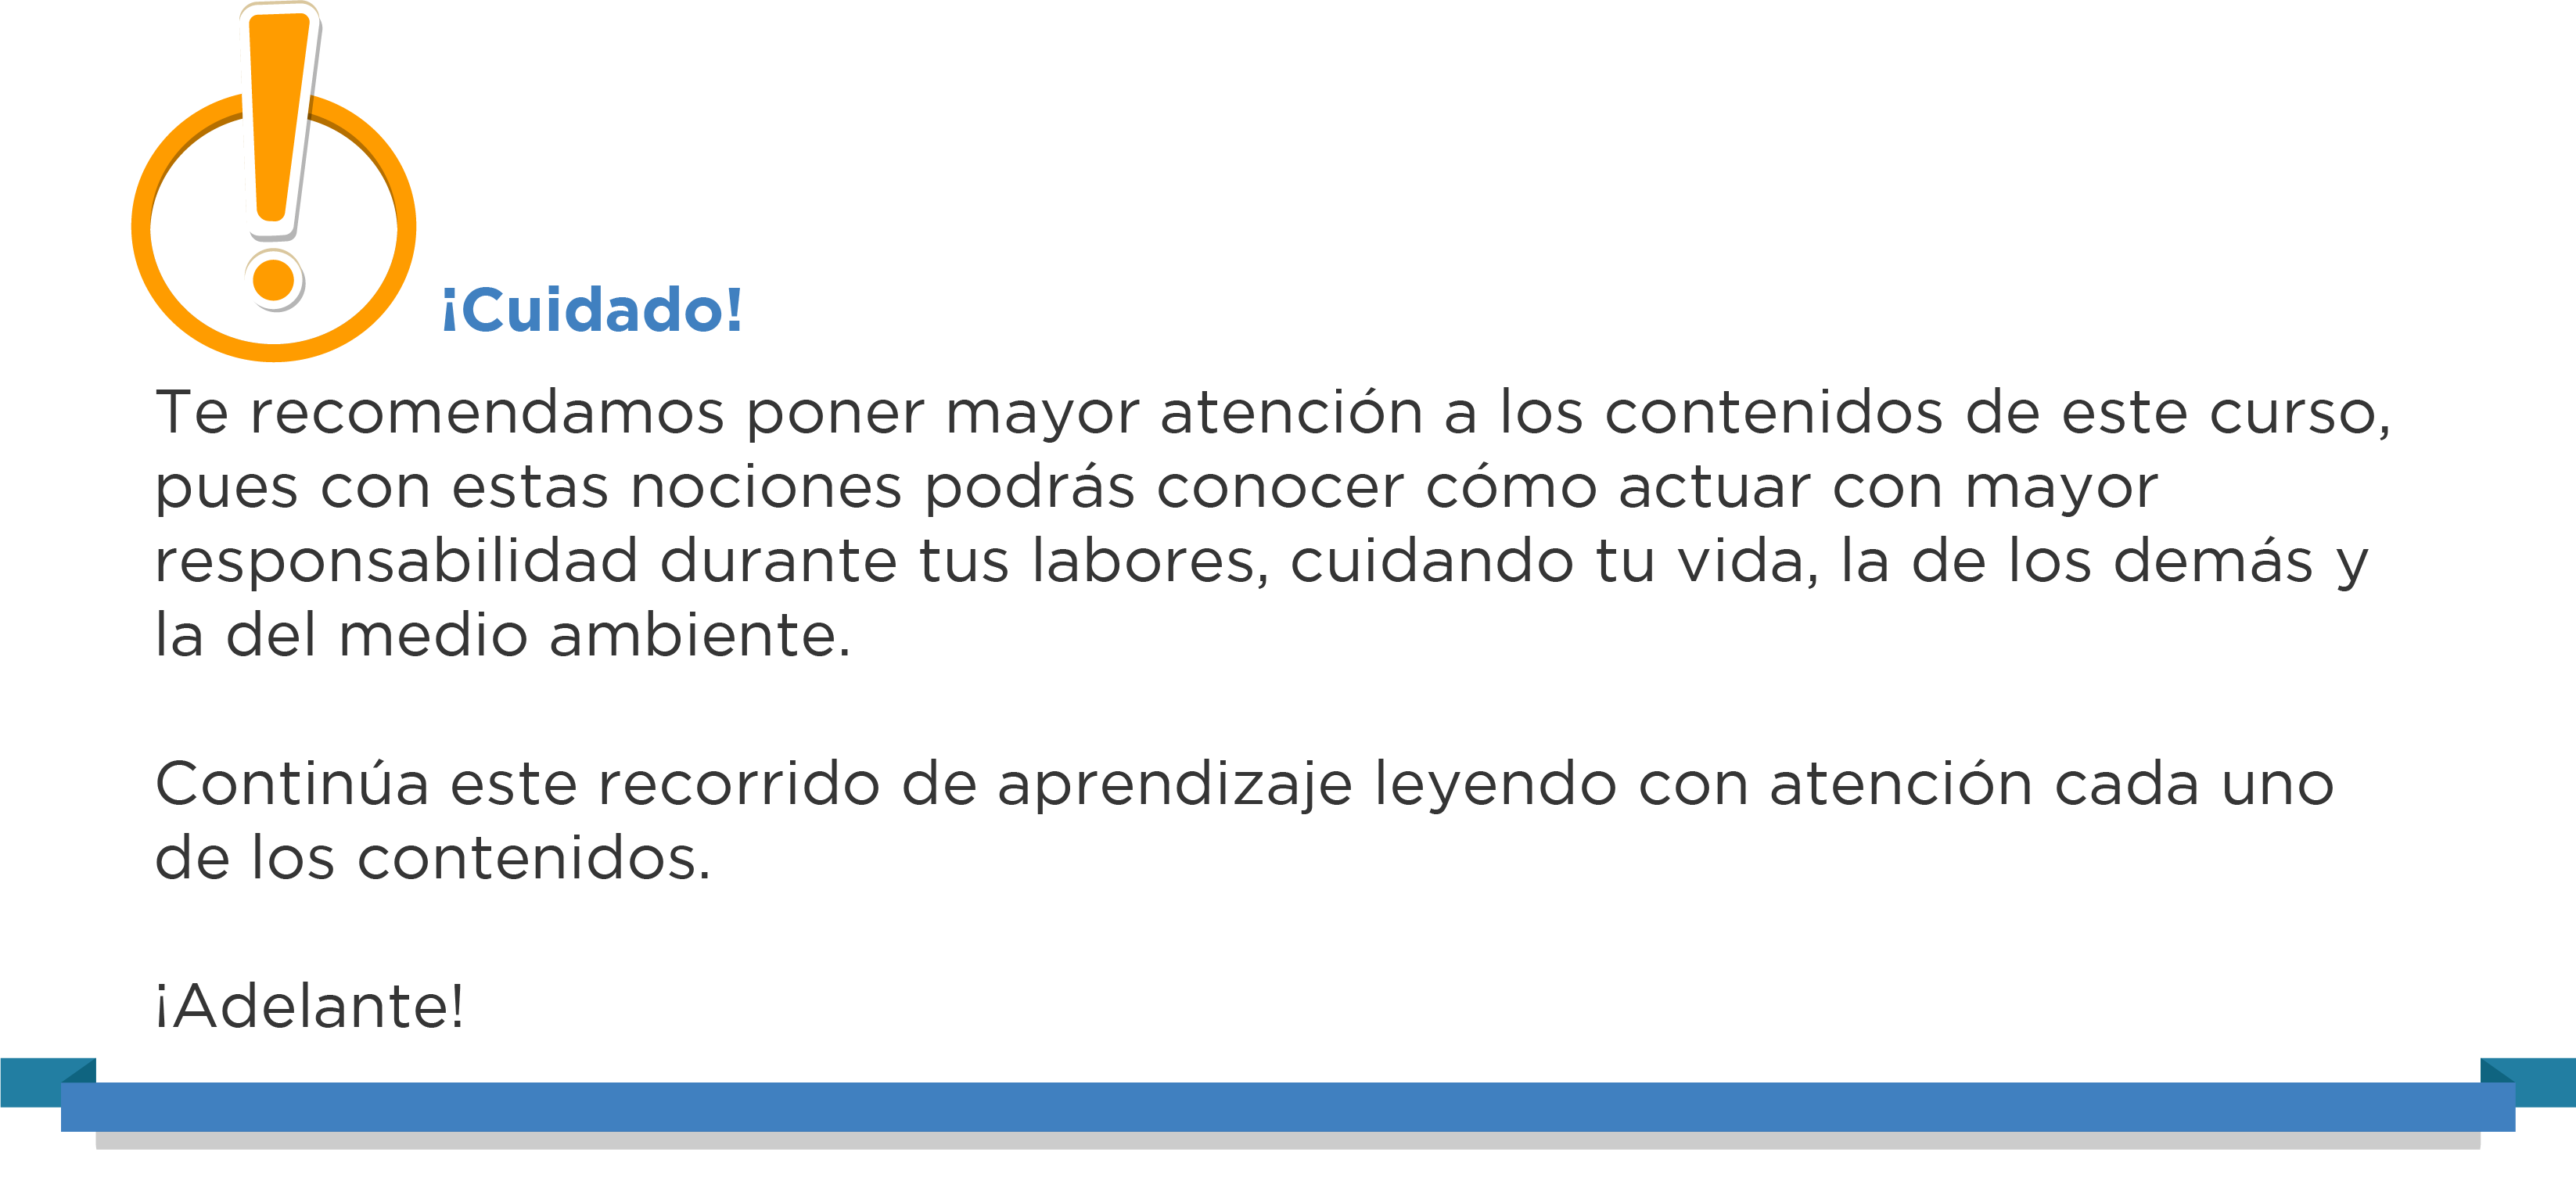 ¡Cuidado!
Te recomendamos poner mayor atención a los contenidos de este curso,
pues con estas nociones podrás conocer cómo actuar con mayor
responsabilidad durante tus labores, cuidando tu vida, la de los demás y
la del medio ambiente.
Continúa este recorrido de aprendizaje leyendo con atención cada uno
de los contenidos.
¡Adelante!